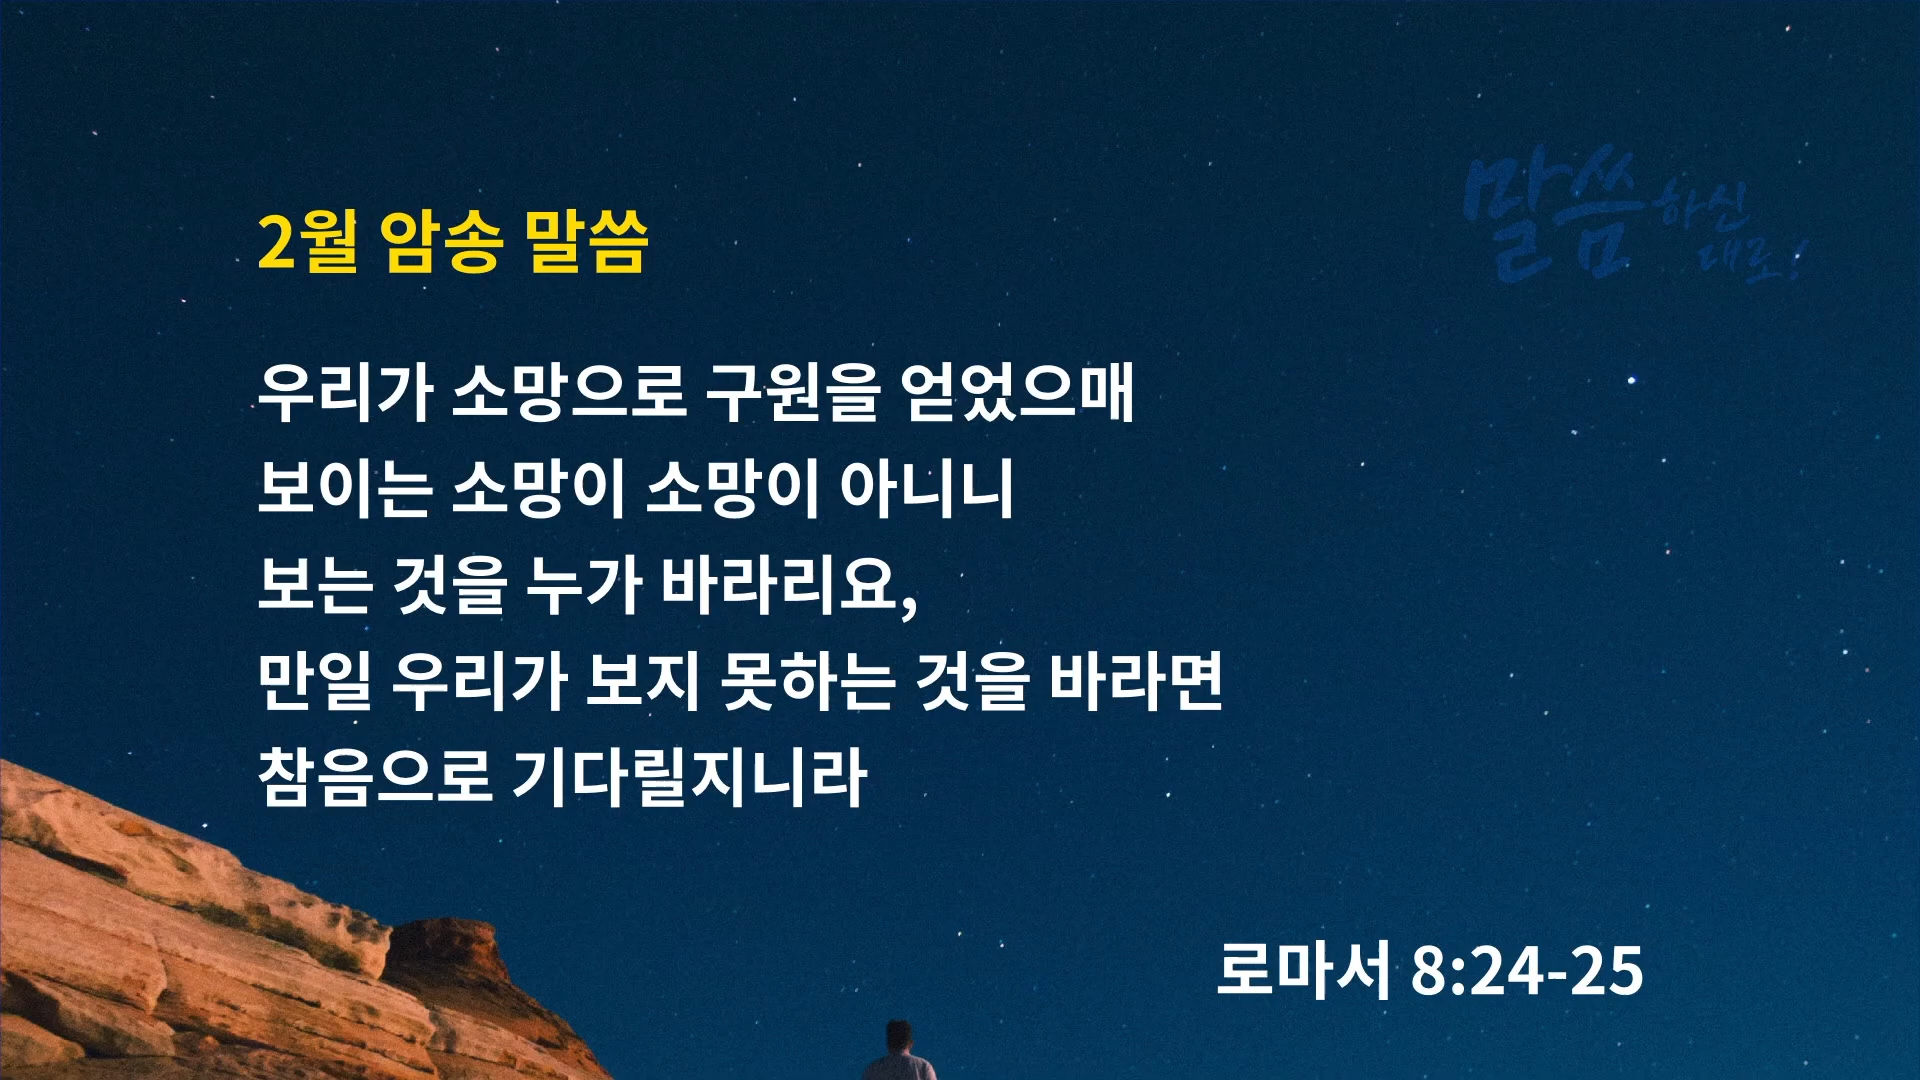 말씀하신
대로!
2월 암송 말씀
우리가 소망으로 구원을 얻었으매
보이는 소망이 소망이 아니니
보는 것을 누가 바라리요,
만일 우리가 보지 못하는 것을 바라면
참음으로 기다릴지니라
로마서 8:24-25